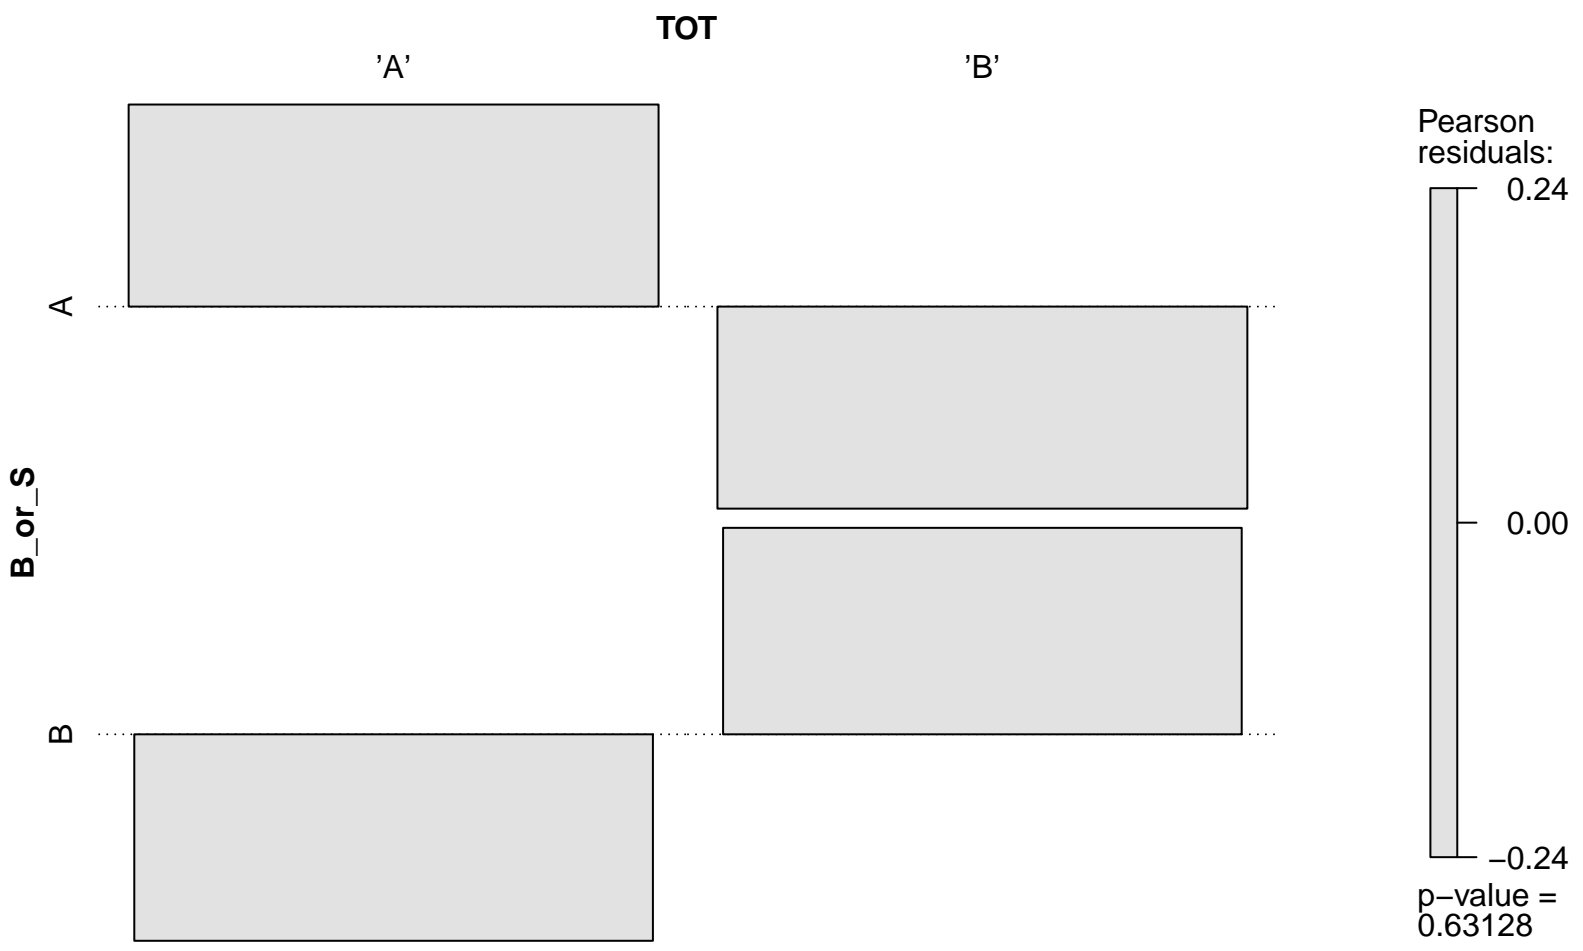 TOT
’A’
’B’
Pearson
residuals:
0.24
A
B_or_S
0.00
B
−0.24
p−value =
0.63128